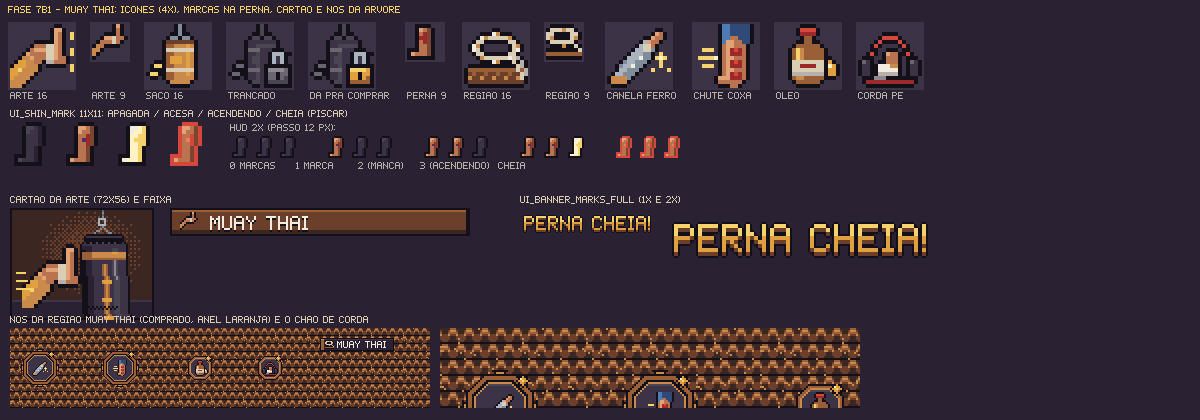 FASE 7B1 - MUAY THAI: ICONES (4X), MARCAS NA PERNA, CARTAO E NOS DA ARVORE
ARTE 16 ARTE 9 SACO 16 TRANCADO DA PRA COMPRAR PERNA 9 REGIAO 16 REGIAO 9 CANELA FERRO CHUTE COXA OLEO CORDA PE
UI_SHIN_MARK 11X11: APAGADA / ACESA / ACENDENDO / CHEIA (PISCAR)
HUD 2X (PASSO 12 PX):
0 MARCAS 1 MARCA 2 (MANCA) 3 (ACENDENDO) CHEIA
CARTAO DA ARTE (72X56) E FAIXA UI_BANNER_MARKS_FULL (1X E 2X)
MUAY THAI
PERNA CHEIA!
PERNA CHEIA!
NOS DA REGIAO MUAY THAI (COMPRADO, ANEL LARANJA) E O CHAO DE CORDA
MUAY THAI